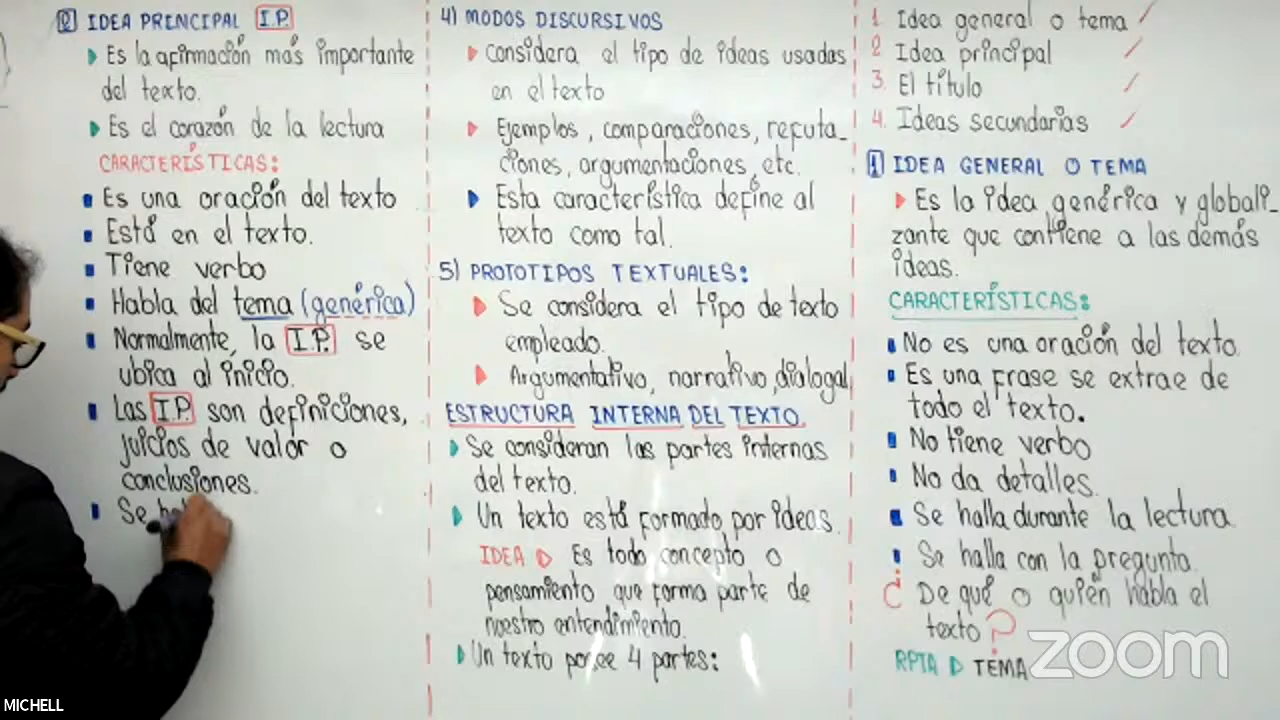 2 IDEA PRINCIPAL I.P.
Es la afirmación más importante
del texto.
Es el corazón de la lectura
CARACTERÍSTICAS:
Es una oración del texto
Está en el texto.
Tiene verbo
Habla del tema (genérica)
Normalmente, la I.P. se
ubica al inicio.
Las I.P. son definiciones,
juicios de valor o
conclusiones.
Se
4) MODOS DISCURSIVOS
considera el tipo de ideas usadas
en el texto
Ejemplos, comparaciones, refuta_
ciones, argumentaciones, etc.
Esta característica define al
texto como tal.
5) PROTOTIPOS TEXTUALES:
Se considera el tipo de texto
empleado.
Argumentativo, narrativo, dialogal
ESTRUCTURA INTERNA DEL TEXTO.
Se consideran las partes internas
del texto.
Un texto está formado por ideas.
IDEA Es todo concepto o
pensamiento que forma parte de
nuestro entendimiento.
Un texto posee 4 partes:
1. Idea general o tema
2. Idea principal
3. El título
4. Ideas secundarias
1 IDEA GENERAL O TEMA
Es la idea genérica y globali_
zante que contiene a las demás
ideas.
CARACTERÍSTICAS:
No es una oración del texto.
Es una frase se extrae de
todo el texto.
No tiene verbo
No da detalles.
Se halla durante la lectura
Se halla con la pregunta.
¿De qué o quién habla el
texto?
RPTA TEMA
zoom
MICHELL